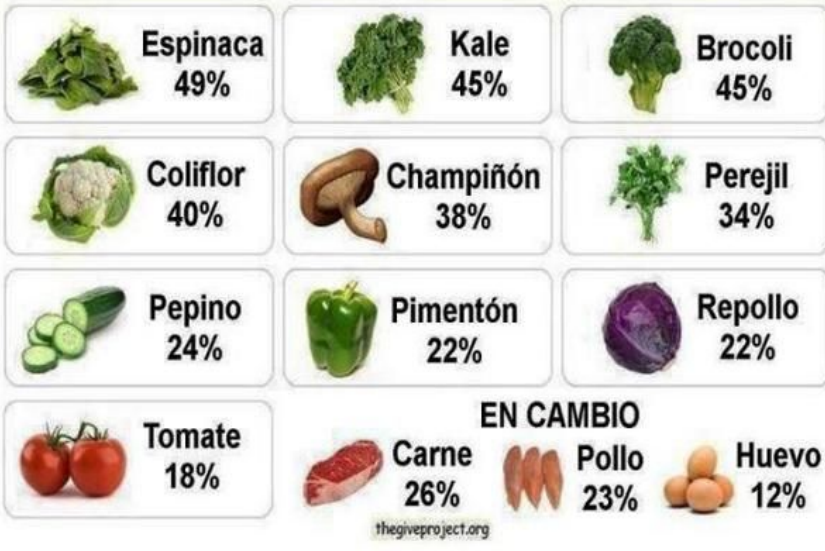 Espinaca
49%
Kale
45%
Brocoli
45%
Coliflor
40%
Champiñón
38%
Perejil
34%
Pepino
24%
Pimentón
22%
Repollo
22%
Tomate
18%
EN CAMBIO
Carne
26%
Pollo
23%
Huevo
12%
thegiveproject.org